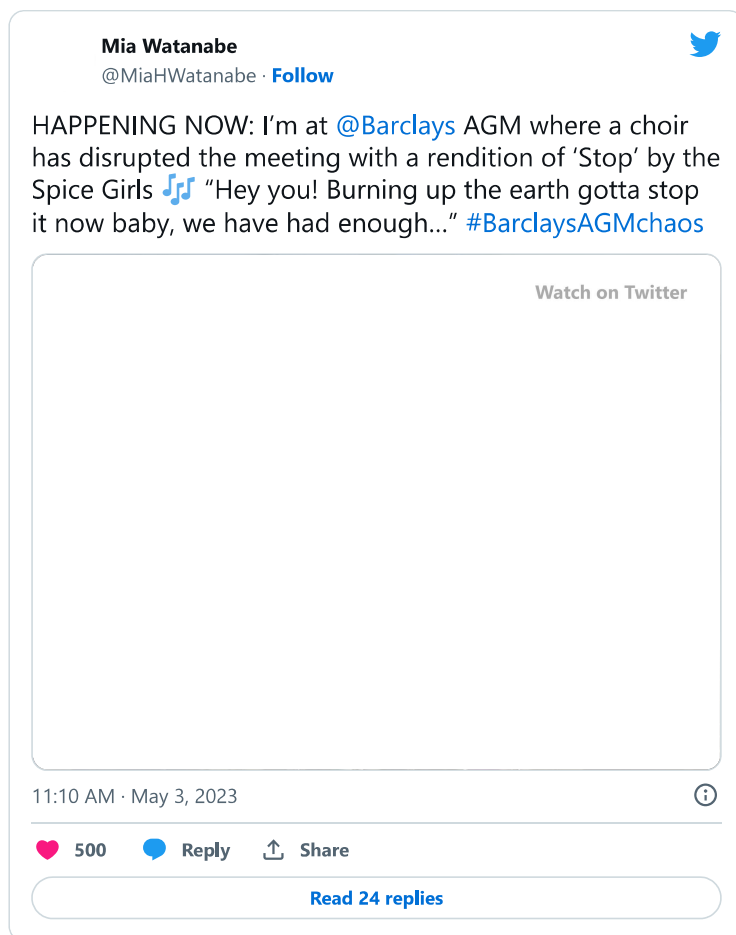 Mia Watanabe
@MiaHWatanabe · Follow
HAPPENING NOW: I’m at @Barclays AGM where a choir
has disrupted the meeting with a rendition of ‘Stop’ by the
Spice Girls 🎶 “Hey you! Burning up the earth gotta stop
it now baby, we have had enough…“ #BarclaysAGMchaos
Watch on Twitter
11:10 AM · May 3, 2023
500 Reply Share
Read 24 replies